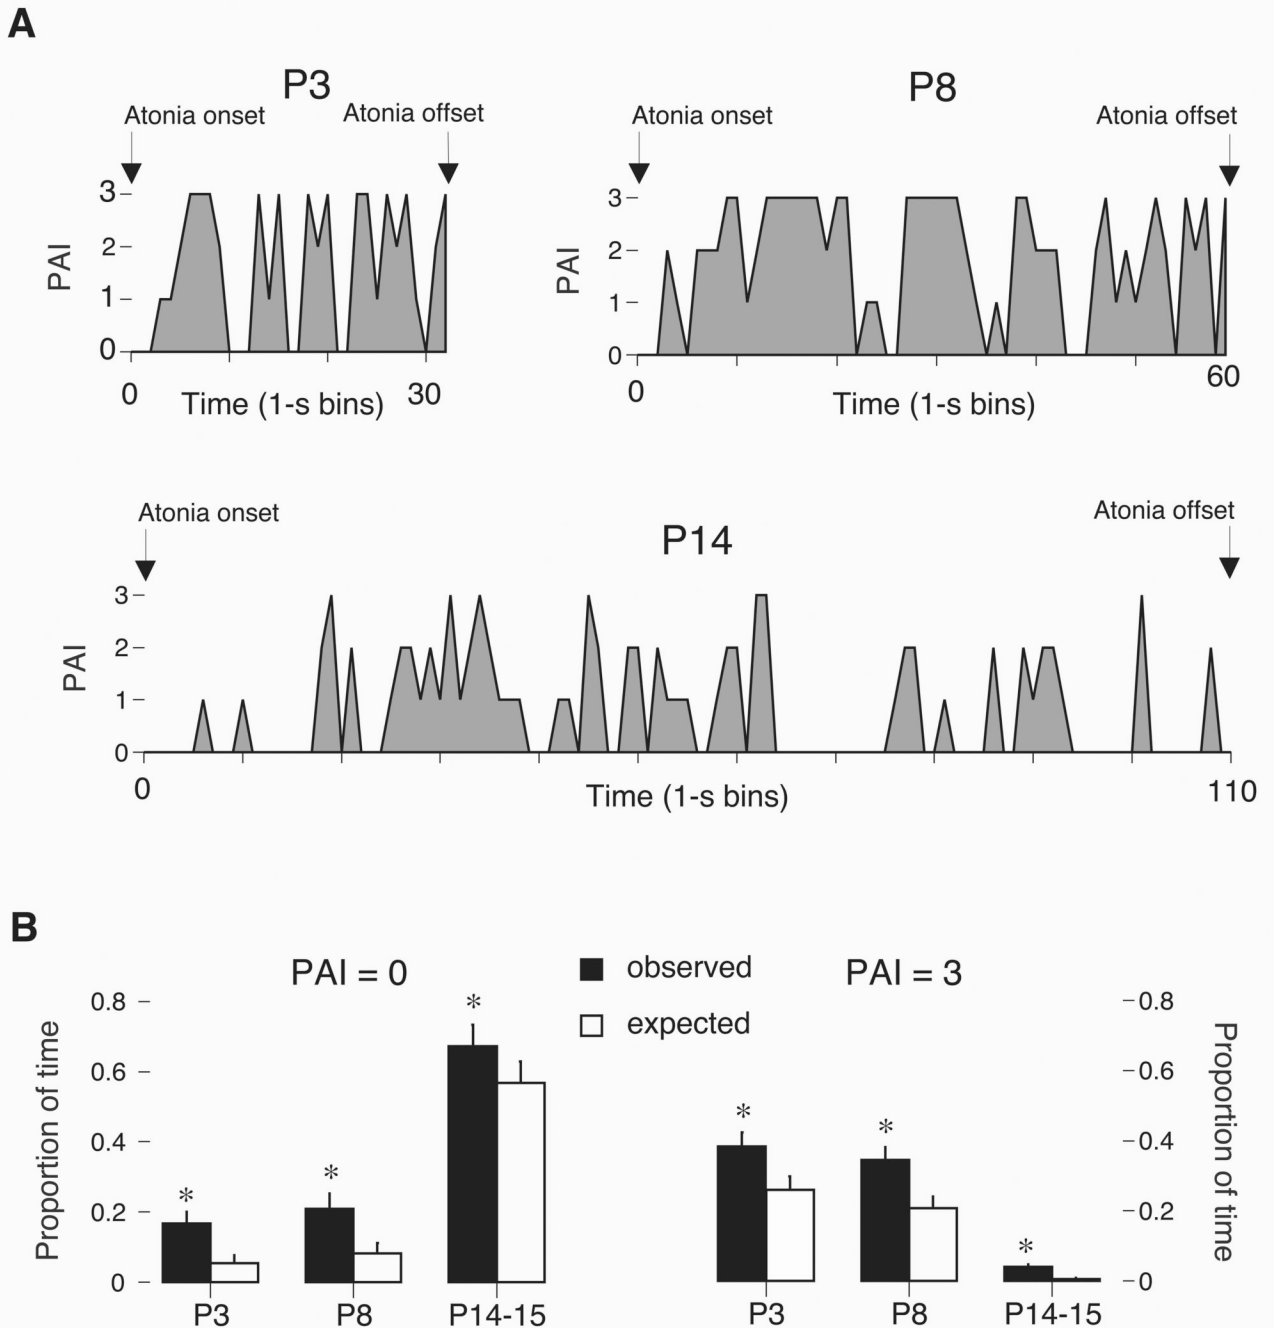 A
P3
P8
Atonia onset
Atonia offset
Atonia onset
Atonia offset
3
2
1
0
PAI
0
30
Time (1-s bins)
3
2
1
0
PAI
0
60
Time (1-s bins)
Atonia onset
Atonia offset
P14
3
2
1
0
PAI
0
110
Time (1-s bins)
B
PAI = 0
observed
expected
PAI = 3
0.8
0.6
0.4
0.2
0
Proportion of time
*
*
*
P3
P8
P14-15
*
*
*
P3
P8
P14-15
0.8
0.6
0.4
0.2
0
Proportion of time